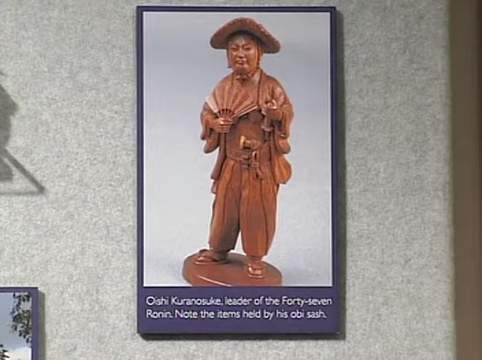 Oishi Kuranosuke, leader of the Forty-seven
Ronin. Note the items held by his obi sash.